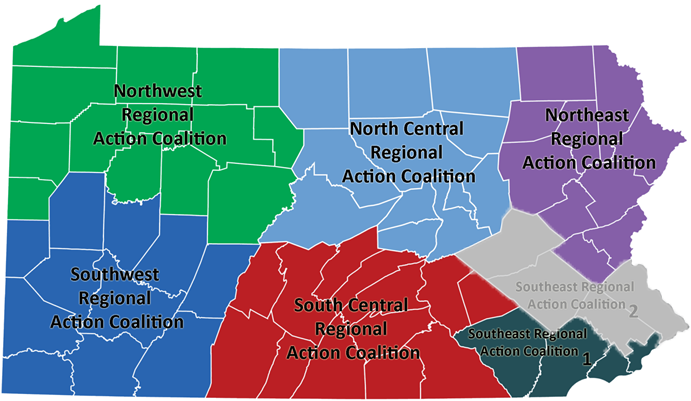 Northwest
Regional
Action Coalition
North Central
Regional
Action Coalition
Northeast
Regional
Action Coalition
Southwest
Regional
Action Coalition
South Central
Regional
Action Coalition
Southeast Regional
Action Coalition 2
Southeast Regional
Action Coalition 1